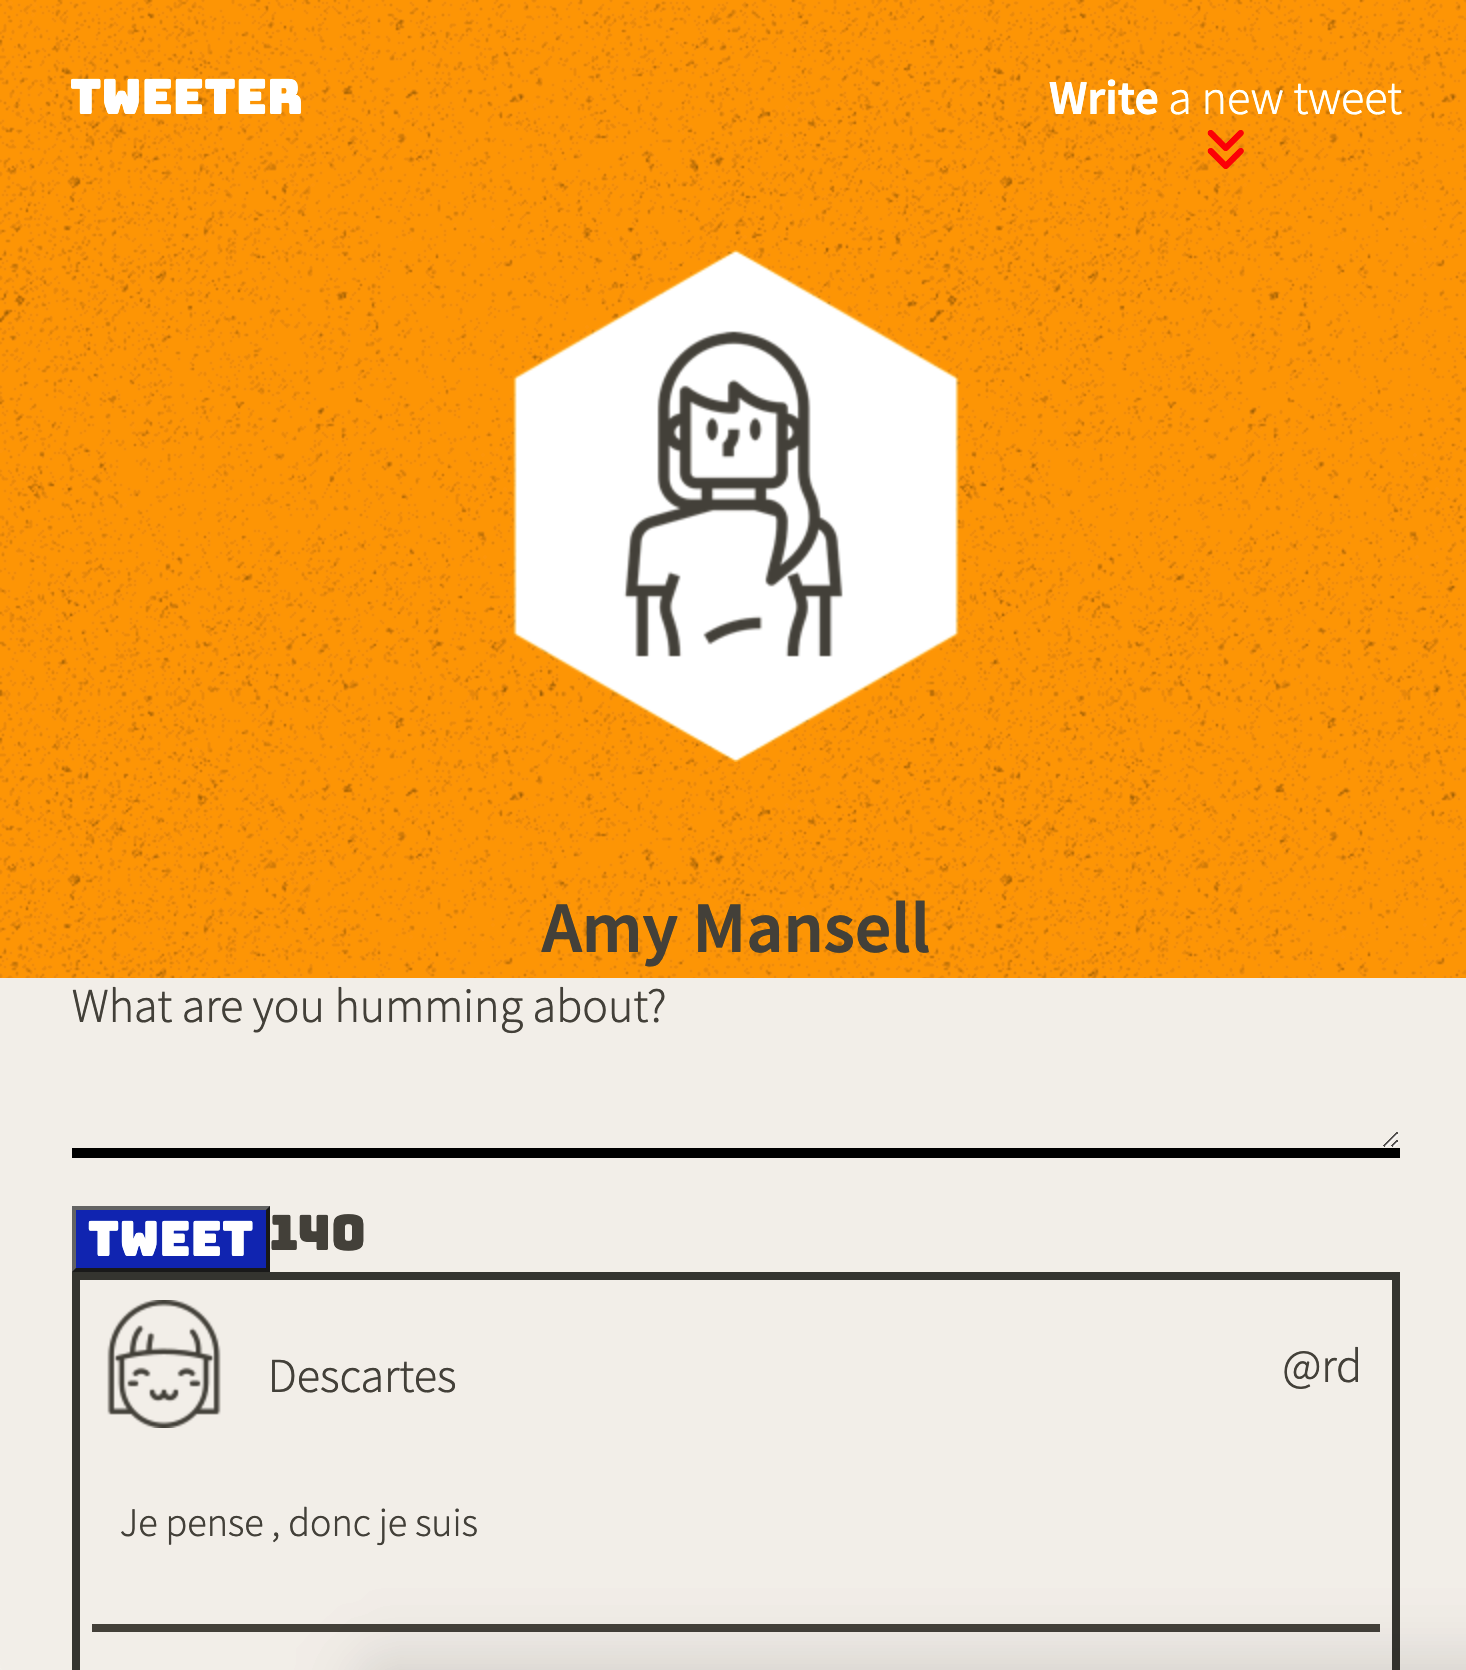 TWEETER
Write a new tweet
Amy Mansell
What are you humming about?
TWEET 140
Descartes @rd
Je pense , donc je suis